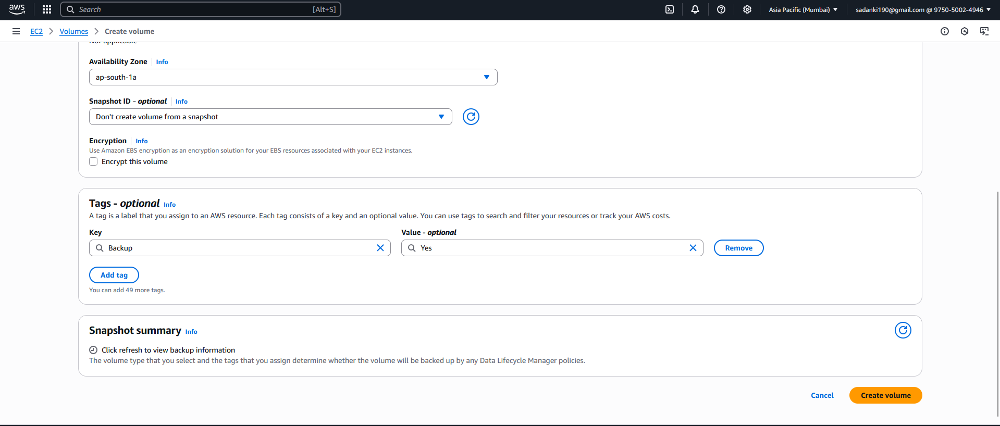 aws
Search [Alt+S]
Asia Pacific (Mumbai)
sadanki190@gmail.com @ 9750-5002-4946
EC2 > Volumes > Create volume
Not applicable
Availability Zone Info
ap-south-1a
Snapshot ID - optional Info
Don't create volume from a snapshot
Encryption Info
Use Amazon EBS encryption as an encryption solution for your EBS resources associated with your EC2 instances.
Encrypt this volume
Tags - optional Info
A tag is a label that you assign to an AWS resource. Each tag consists of a key and an optional value. You can use tags to search and filter your resources or track your AWS costs.
Key Value - optional
Backup Yes Remove
Add tag
You can add 49 more tags.
Snapshot summary Info
Click refresh to view backup information
The volume type that you select and the tags that you assign determine whether the volume will be backed up by any Data Lifecycle Manager policies.
Cancel Create volume